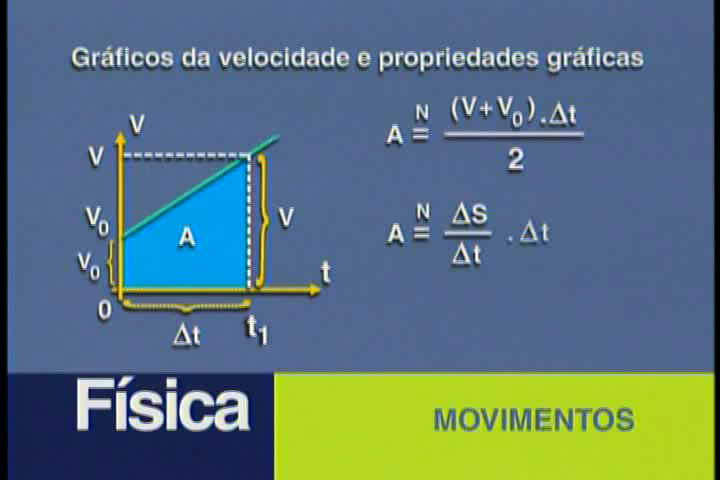 Gráficos da velocidade e propriedades gráficas
V
V
V₀
V₀
A
V
t
0
Δt
t₁
A N= (V+V₀).Δt / 2
A N= ΔS / Δt . Δt
Física
MOVIMENTOS